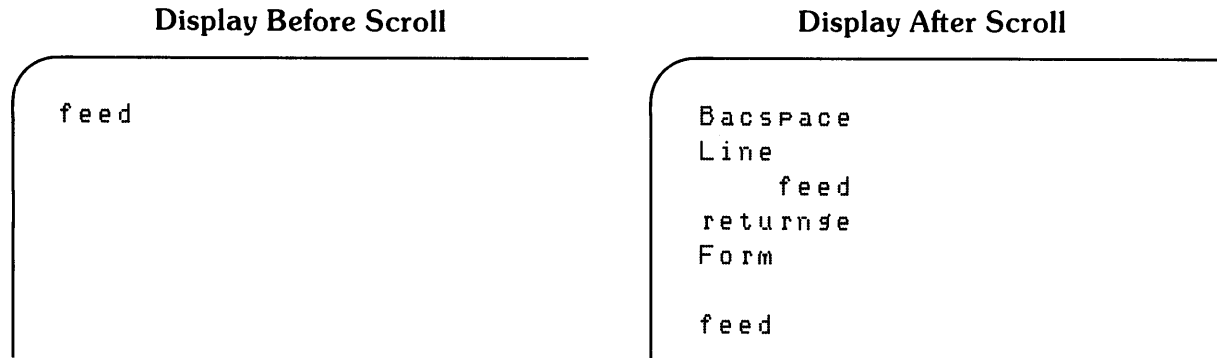 Display Before Scroll
feed
Display After Scroll
Bacspace
Line
feed
returnge
Form
feed